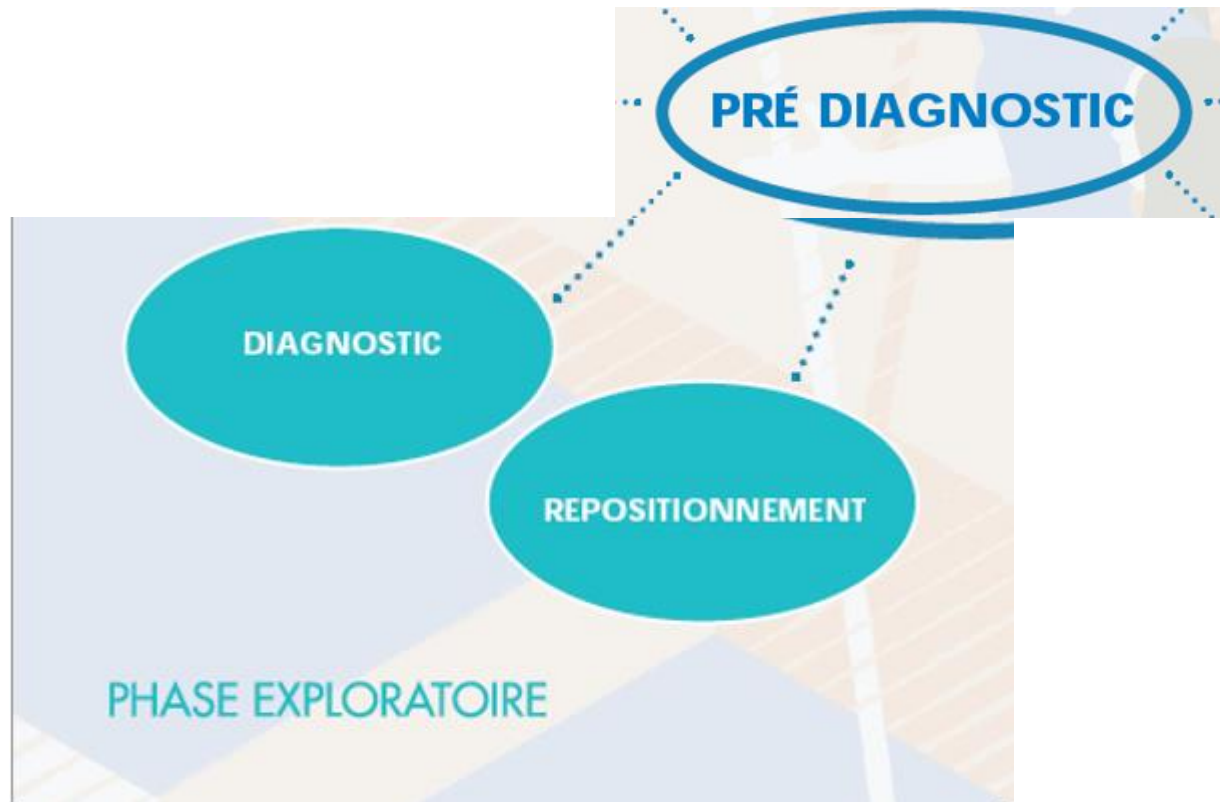 PRÉ DIAGNOSTIC
DIAGNOSTIC
REPOSITIONNEMENT
PHASE EXPLORATOIRE